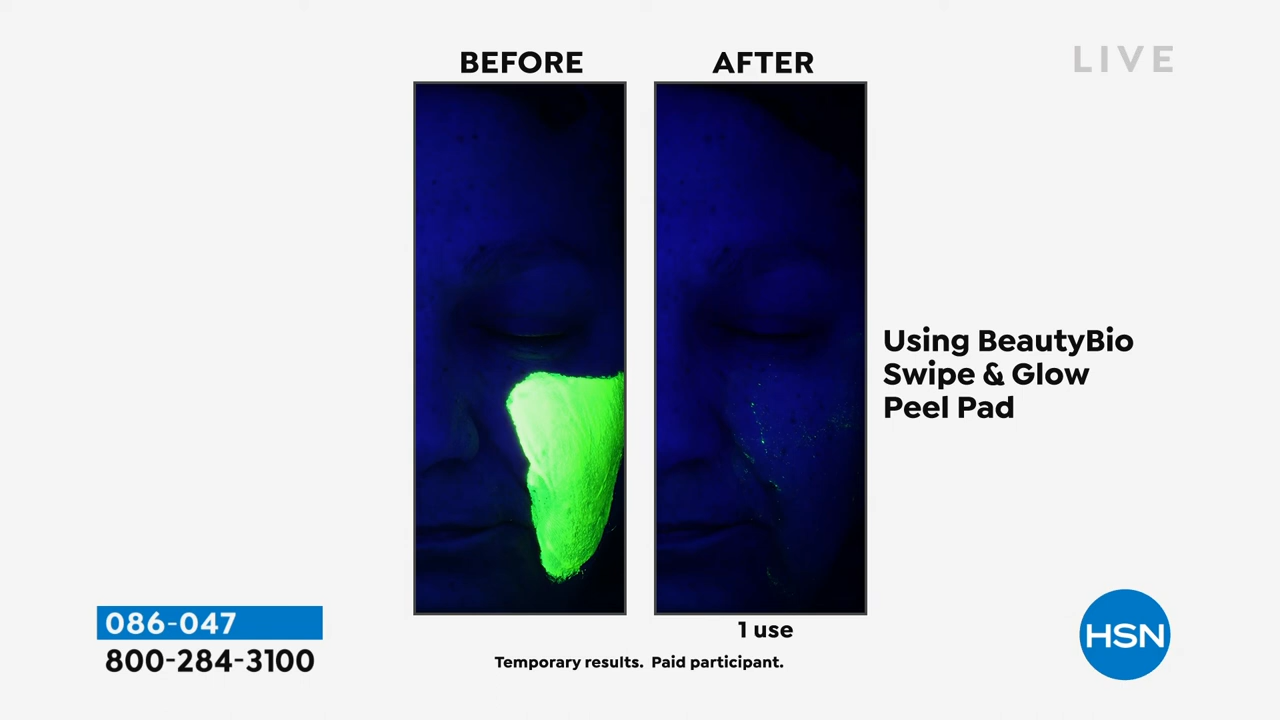 BEFORE
AFTER
LIVE
Using BeautyBio
Swipe & Glow
Peel Pad
1 use
Temporary results. Paid participant.
086-047
800-284-3100
HSN